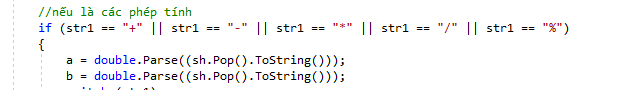 //nếu là các phép tính
if (str1 == "+" || str1 == "-" || str1 == "*" || str1 == "/" || str1 == "%")
{
a = double.Parse((sh.Pop().ToString()));
b = double.Parse((sh.Pop().ToString()));